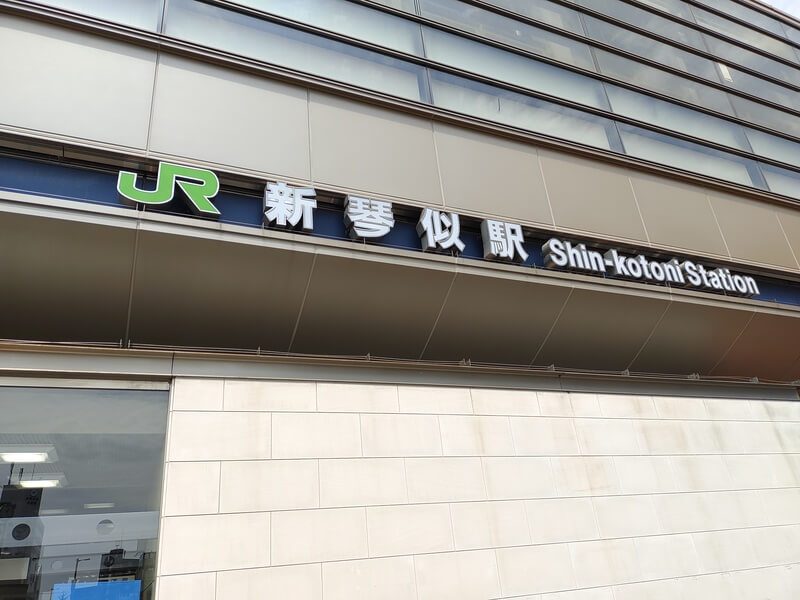 JR 新琴似駅 Shin-kotoni Station